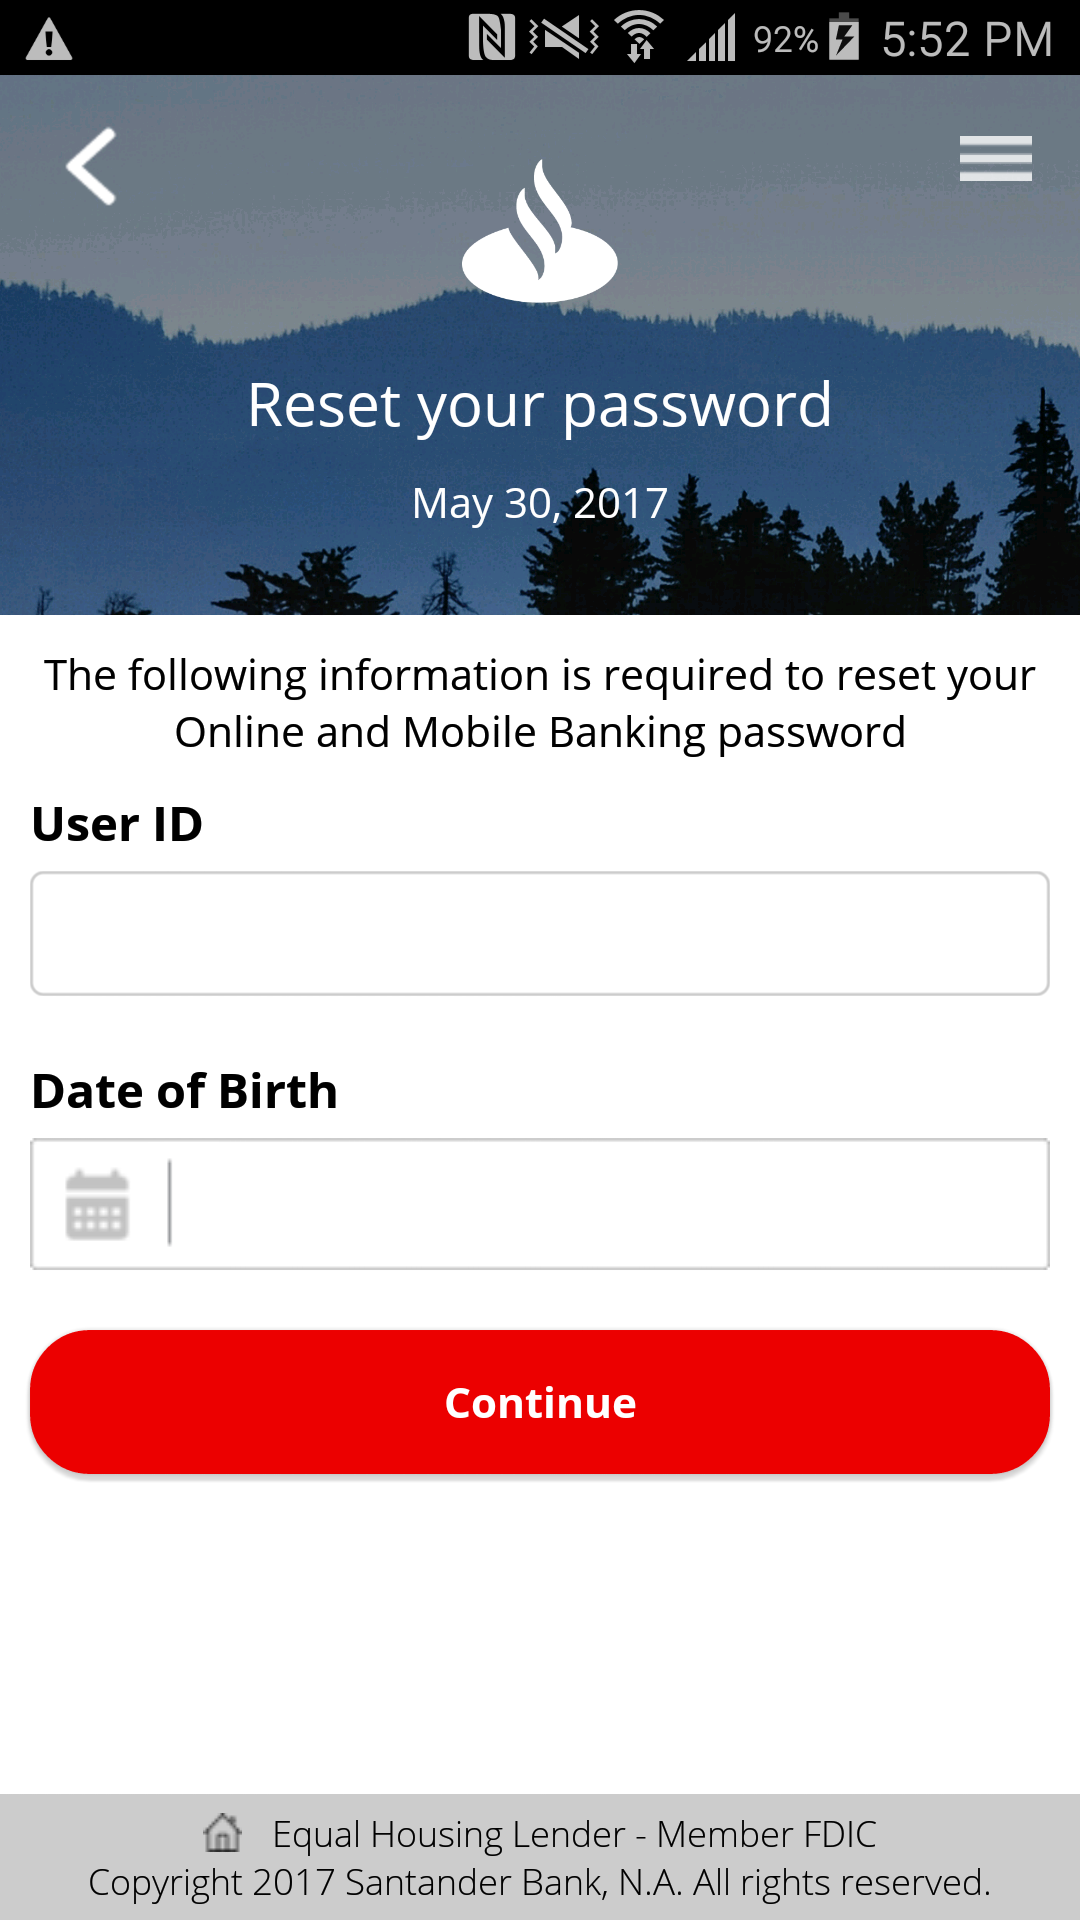 92% 5:52 PM
Reset your password
May 30, 2017
The following information is required to reset your
Online and Mobile Banking password
User ID
Date of Birth
Continue
Equal Housing Lender - Member FDIC
Copyright 2017 Santander Bank, N.A. All rights reserved.